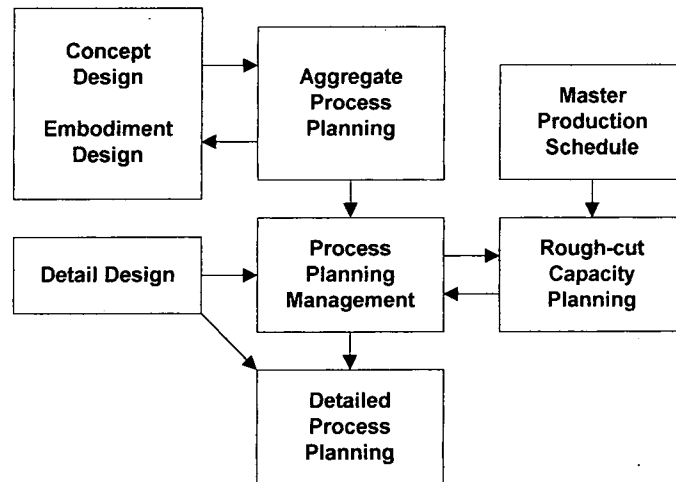 Concept
Design
Embodiment
Design
Aggregate
Process
Planning
Master
Production
Schedule
Detail Design
Process
Planning
Management
Rough-cut
Capacity
Planning
Detailed
Process
Planning